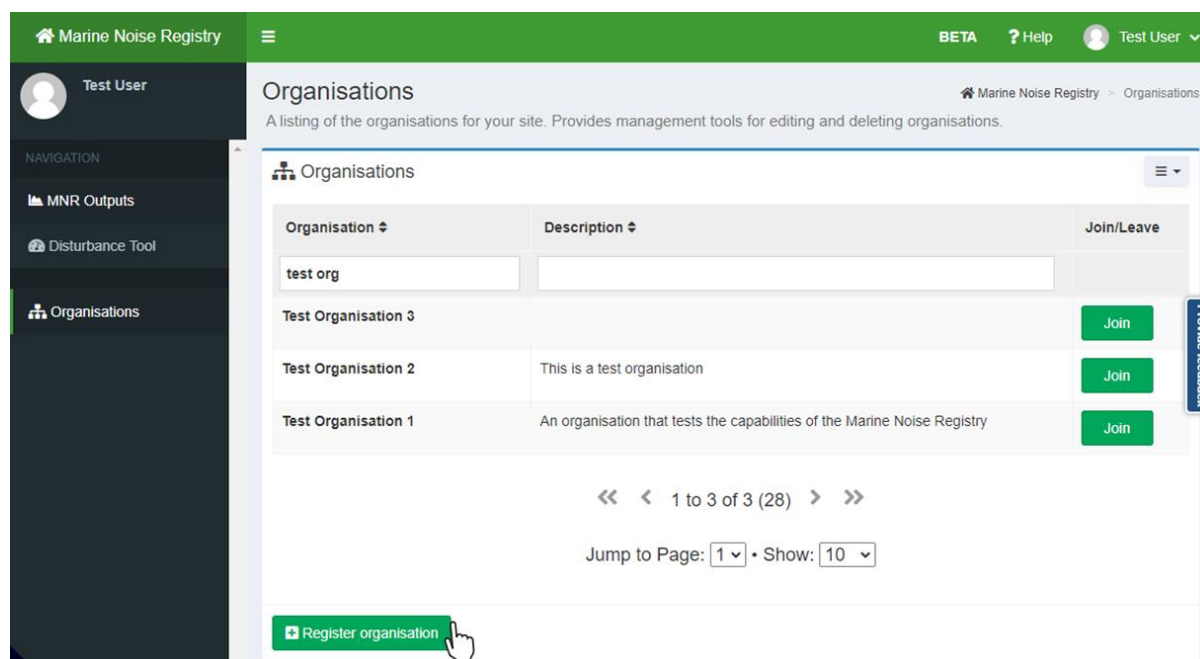 Marine Noise Registry
BETA ? Help Test User
Test User
Organisations
Marine Noise Registry > Organisations
A listing of the organisations for your site. Provides management tools for editing and deleting organisations.
NAVIGATION
MNR Outputs
Disturbance Tool
Organisations
Organisations
Organisation Description Join/Leave
test org
Test Organisation 3 Join
Test Organisation 2 This is a test organisation Join
Test Organisation 1 An organisation that tests the capabilities of the Marine Noise Registry Join
1 to 3 of 3 (28)
Jump to Page: 1 • Show: 10
Register organisation